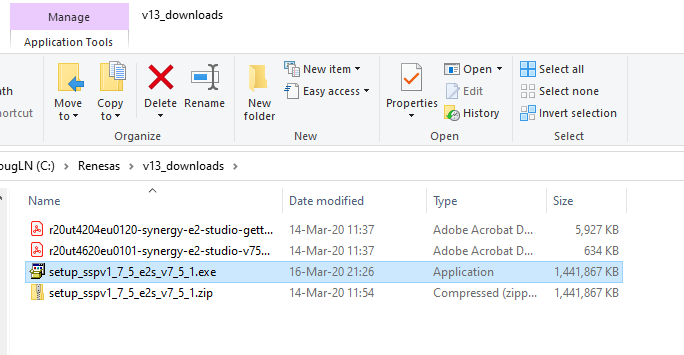 Manage v13_downloads
Application Tools
ath
hortcut
Move to
Copy to
Delete
Rename
New folder
New item
Easy access
Properties
Open
Edit
History
Select all
Select none
Invert selection
Organize New Open Select
ougLN (C:) > Renesas > v13_downloads >
Name Date modified Type Size
r20ut4204eu0120-synergy-e2-studio-gett... 14-Mar-20 11:37 Adobe Acrobat D... 5,927 KB
r20ut4620eu0101-synergy-e2-studio-v75... 14-Mar-20 11:37 Adobe Acrobat D... 634 KB
setup_sspv1_7_5_e2s_v7_5_1.exe 16-Mar-20 21:26 Application 1,441,867 KB
setup_sspv1_7_5_e2s_v7_5_1.zip 14-Mar-20 11:54 Compressed (zipp... 1,441,867 KB